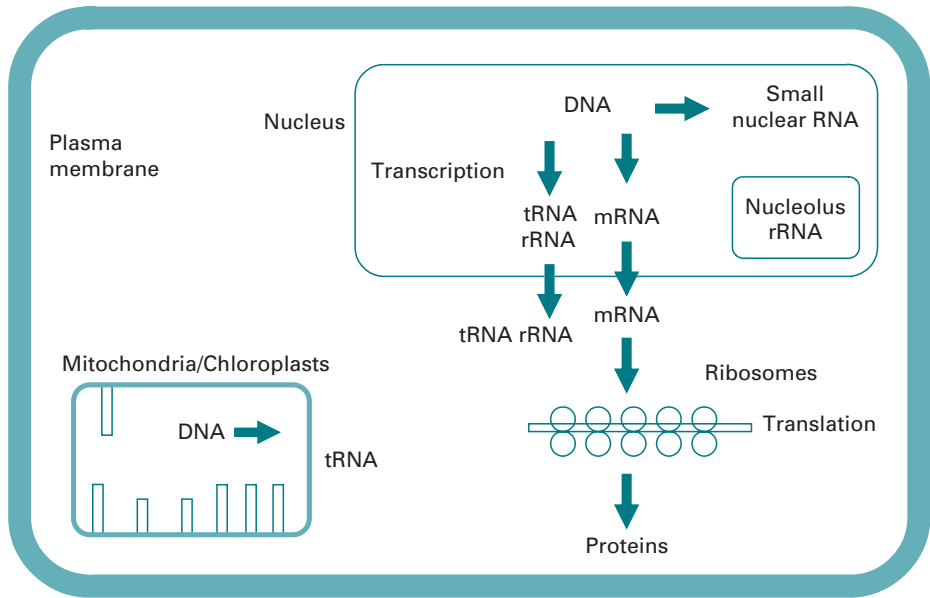 Plasma
membrane
Nucleus
DNA
Small
nuclear RNA
Transcription
tRNA
rRNA
mRNA
Nucleolus
rRNA
tRNA rRNA
mRNA
Mitochondria/Chloroplasts
DNA
tRNA
Ribosomes
Translation
Proteins